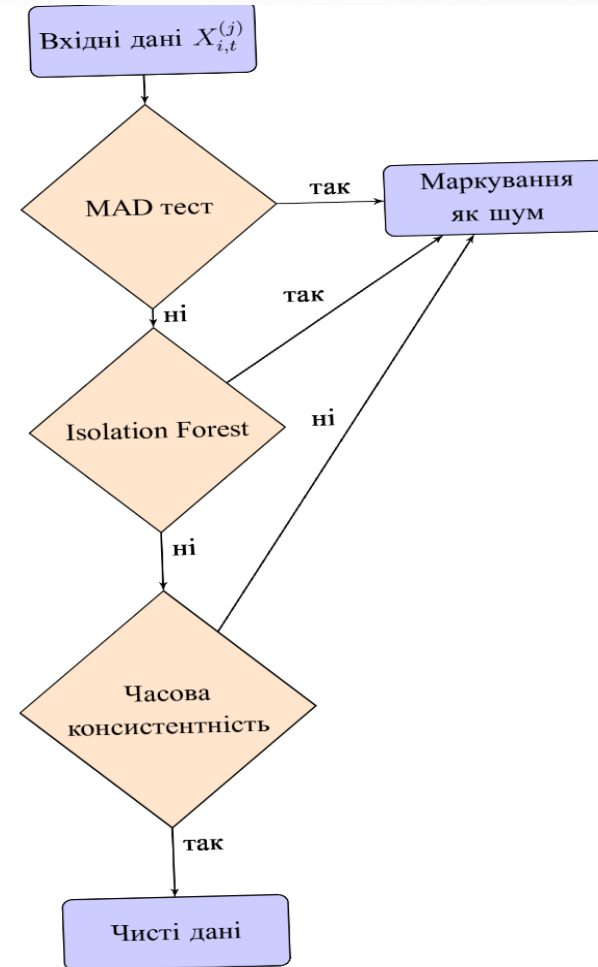 Вхідні дані $X_{i,t}^{(j)}$
MAD тест
так
Маркування
як шум
ні
так
Isolation Forest
ні
ні
Часова
консистентність
так
Чисті дані